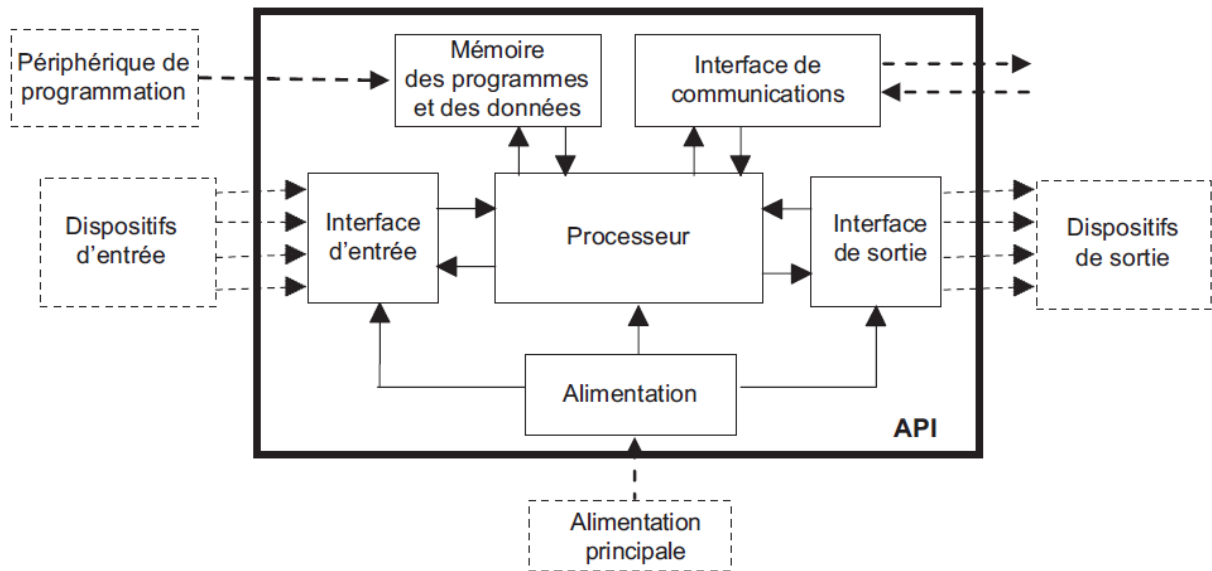 Périphérique de
programmation
Mémoire
des programmes
et des données
Interface de
communications
Dispositifs
d'entrée
Interface
d'entrée
Processeur
Interface
de sortie
Dispositifs
de sortie
Alimentation
API
Alimentation
principale